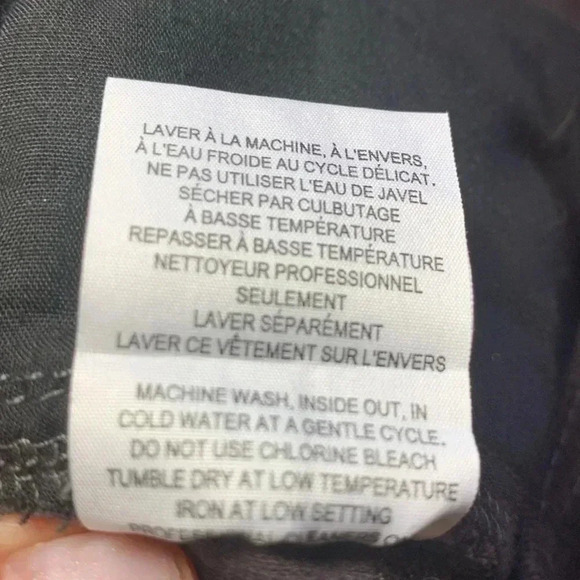 LAVER À LA MACHINE, À L'ENVERS,
À L'EAU FROIDE AU CYCLE DÉLICAT.
NE PAS UTILISER L'EAU DE JAVEL
SÉCHER PAR CULBUTAGE
À BASSE TEMPÉRATURE
REPASSER À BASSE TEMPÉRATURE
NETTOYEUR PROFESSIONNEL
SEULEMENT
LAVER SÉPARÉMENT
LAVER CE VÊTEMENT SUR L'ENVERS
MACHINE WASH, INSIDE OUT, IN
COLD WATER AT A GENTLE CYCLE.
DO NOT USE CHLORINE BLEACH
TUMBLE DRY AT LOW TEMPERATURE
IRON AT LOW SETTING
PROFESSIONAL CLEANERS